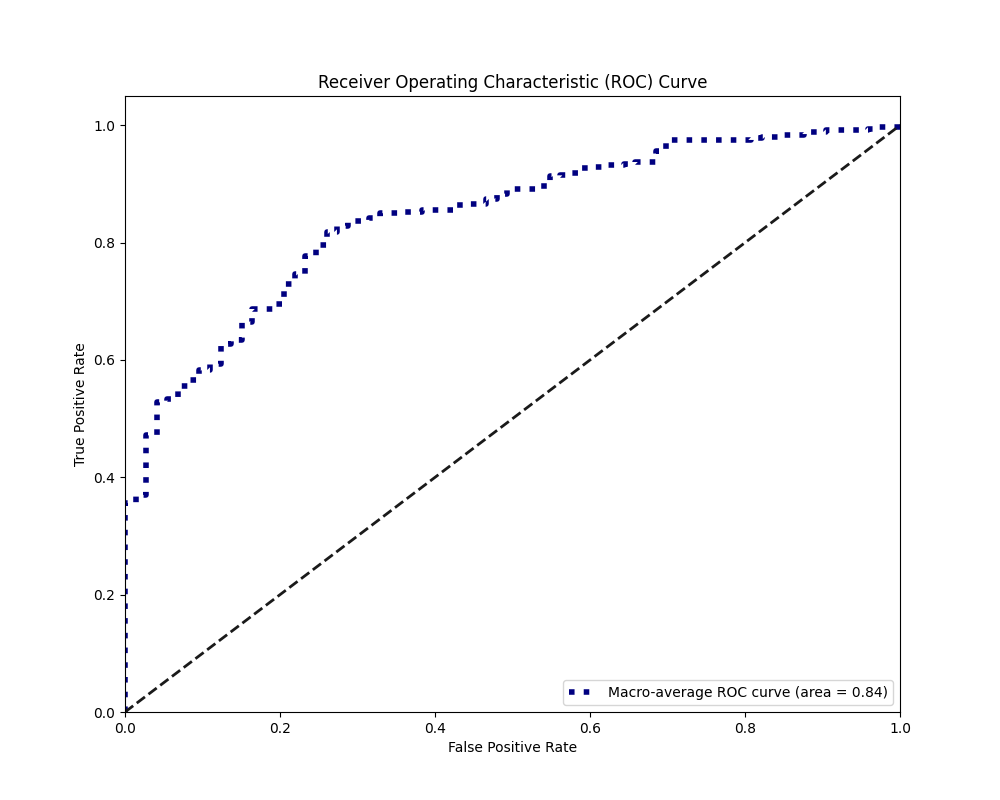 Receiver Operating Characteristic (ROC) Curve
1.0
0.8
0.6
0.4
0.2
0.0
True Positive Rate
0.0 0.2 0.4 0.6 0.8 1.0
False Positive Rate
Macro-average ROC curve (area = 0.84)